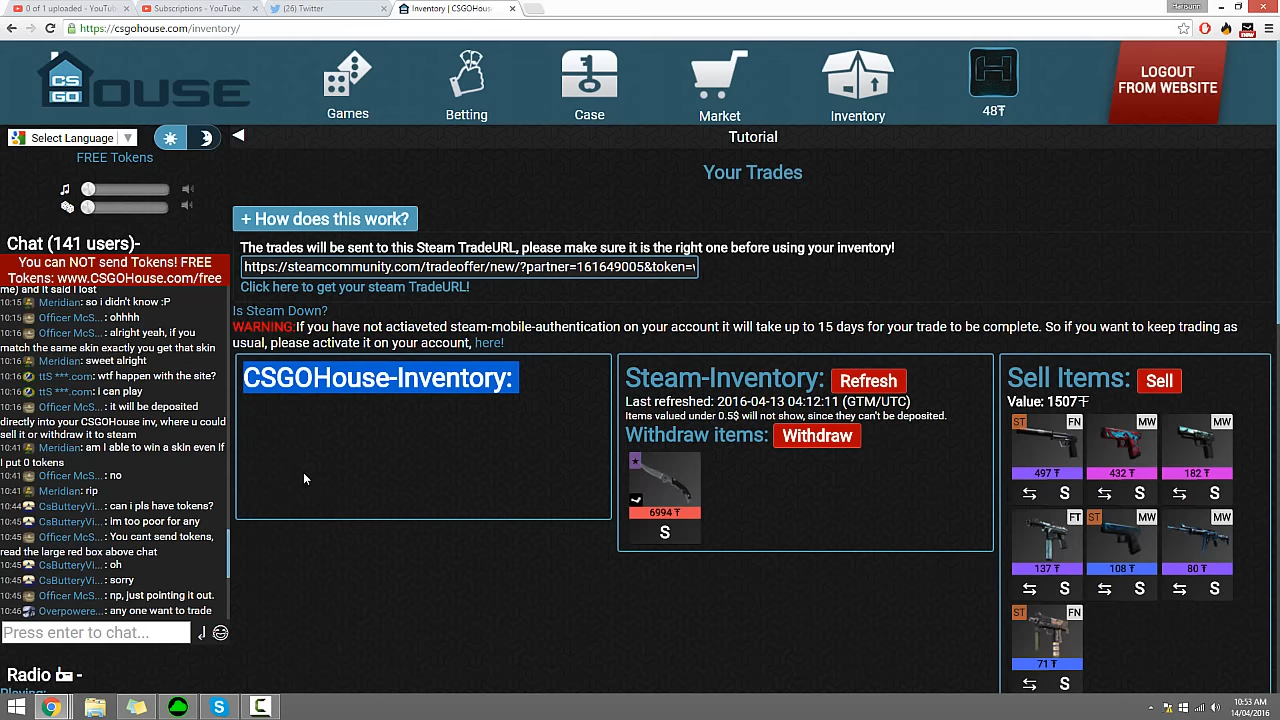 0 of 1 uploaded - YouTube
Subscriptions - YouTube
(26) Twitter
Inventory | CSGOHouse
https://csgohouse.com/inventory/
CS
GO
OUSE
Games
Betting
Case
Market
Inventory
48Ŧ
LOGOUT
FROM WEBSITE
Select Language
FREE Tokens
Tutorial
Your Trades
+ How does this work?
The trades will be sent to this Steam TradeURL, please make sure it is the right one before using your inventory!
https://steamcommunity.com/tradeoffer/new/?partner=161649005&token=
Click here to get your steam TradeURL!
Is Steam Down?
WARNING:If you have not actiaveted steam-mobile-authentication on your account it will take up to 15 days for your trade to be complete. So if you want to keep trading as
usual, please activate it on your account, here!
Chat (141 users)-
You can NOT send Tokens! FREE
Tokens: www.CSGOHouse.com/free
me) and it said I lost
10:15 Meridian: so i didn't know :P
10:16 Officer McS...: ohhhh
10:16 Officer McS...: alright yeah, if you
match the same skin exactly you get that skin
10:16 Meridian: sweet alright
10:16 ttS ***.com: wtf happen with the site?
10:16 ttS ***.com: i can play
10:16 Officer McS...: it will be deposited
directly into your CSGOHouse inv, where u could
sell it or withdraw it to steam
10:41 Meridian: am I able to win a skin even if
I put 0 tokens
10:41 Officer McS...: no
10:41 Meridian: rip
10:44 CsButteryVi...: can i pls have tokens?
10:45 CsButteryVi...: im too poor for any
10:45 Officer McS...: You cant send tokens,
read the large red box above chat
10:45 CsButteryVi...: oh
10:45 CsButteryVi...: sorry
10:45 Officer McS...: np, just pointing it out.
10:46 Overpowere...: any one want to trade
Press enter to chat...
Radio -
Playing:
CSGOHouse-Inventory:
Steam-Inventory: Refresh
Last refreshed: 2016-04-13 04:12:11 (GTM/UTC)
Items valued under 0.5$ will not show, since they can't be deposited.
Withdraw items: Withdraw
6994 Ŧ
S
Sell Items: Sell
Value: 1507Ŧ
ST FN MW MW
497 Ŧ 432 Ŧ 182 Ŧ
S S S
FT ST MW MW
137 Ŧ 108 Ŧ 80 Ŧ
S S S
ST FN
71 Ŧ
S
10:53 AM
14/04/2016